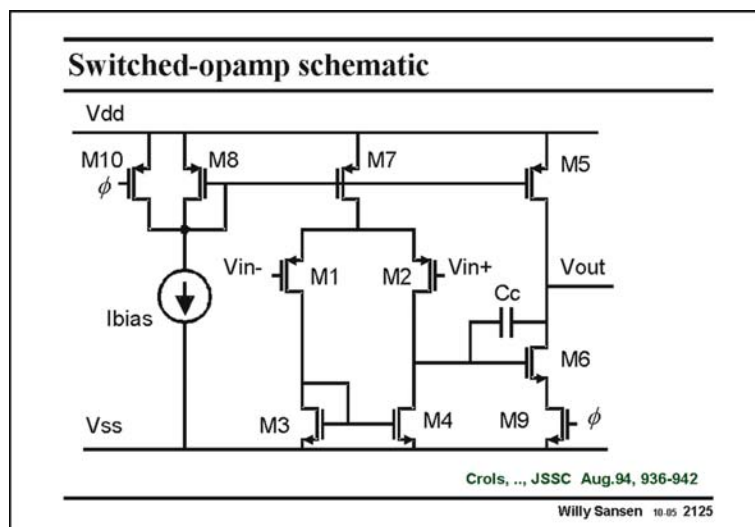 Switched-opamp schematic
Vdd
M10 M8 M7 M5
ϕ
Vin- M1 M2 Vin+ Vout
Ibias Cc
M6
Vss M3 M4 M9 ϕ
Crols, .., JSSC Aug.94, 936-942
Willy Sansen 10-05 2125